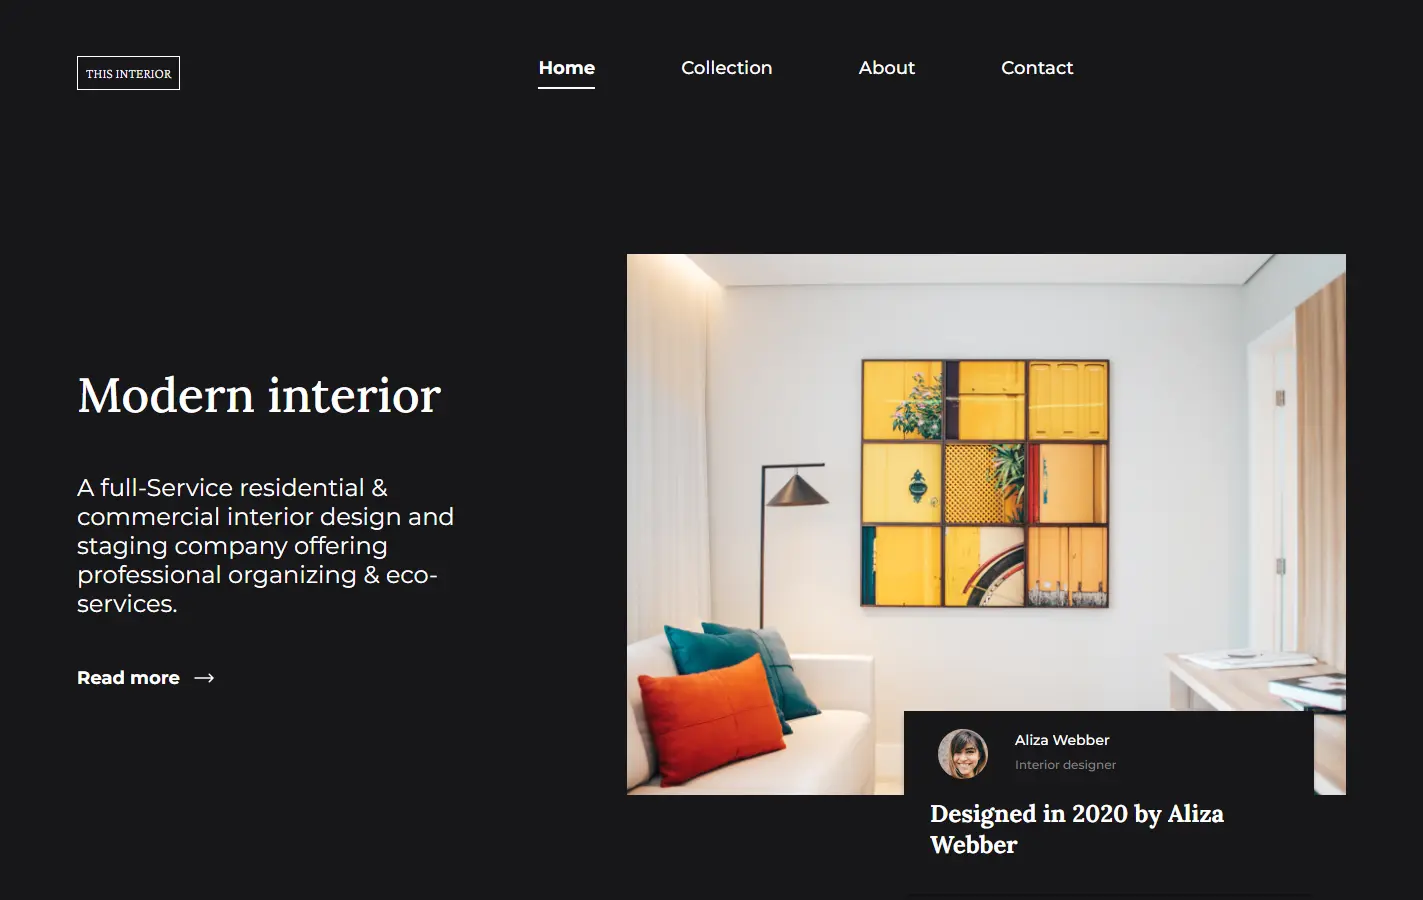 THIS INTERIOR
Home
Collection
About
Contact
Modern interior
A full-Service residential &
commercial interior design and
staging company offering
professional organizing & eco-
services.
Read more
Aliza Webber
Interior designer
Designed in 2020 by Aliza
Webber